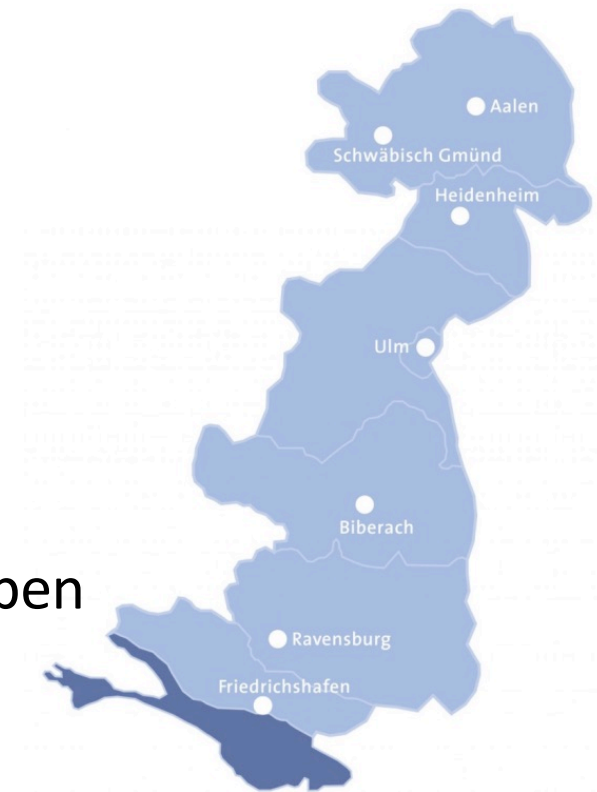 Aalen
Schwäbisch Gmünd
Heidenheim
Ulm
Biberach
ben
Ravensburg
Friedrichshafen